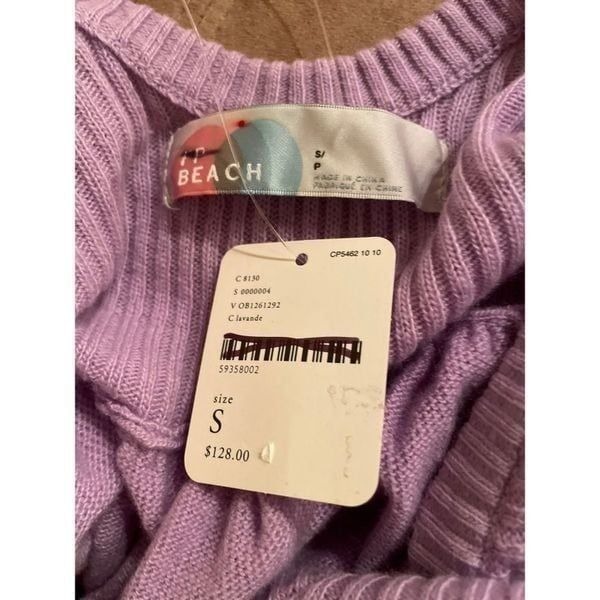 BEACH
S/
P
MADE IN CHINA
FABRIQUÉ EN CHINE
CP5462 10 10
C 8130
S 0000004
V OB1261292
C lavande
59358002
size
S
$128.00